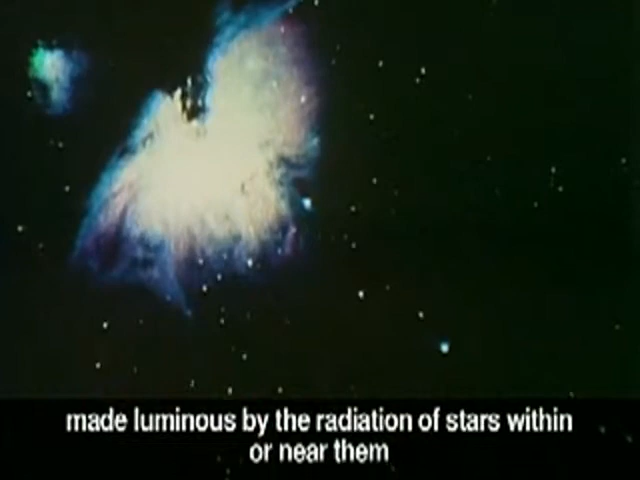 made luminous by the radiation of stars within
or near them